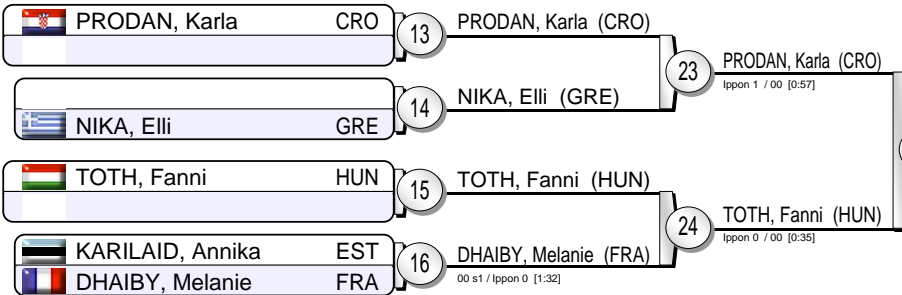 PRODAN, Karla CRO
13
PRODAN, Karla (CRO)
23
PRODAN, Karla (CRO)
Ippon 1 / 00 [0:57]
NIKA, Elli GRE
14
NIKA, Elli (GRE)
TOTH, Fanni HUN
15
TOTH, Fanni (HUN)
24
TOTH, Fanni (HUN)
Ippon 0 / 00 [0:35]
KARILAID, Annika EST
DHAIBY, Melanie FRA
16
DHAIBY, Melanie (FRA)
00 s1 / Ippon 0 [1:32]